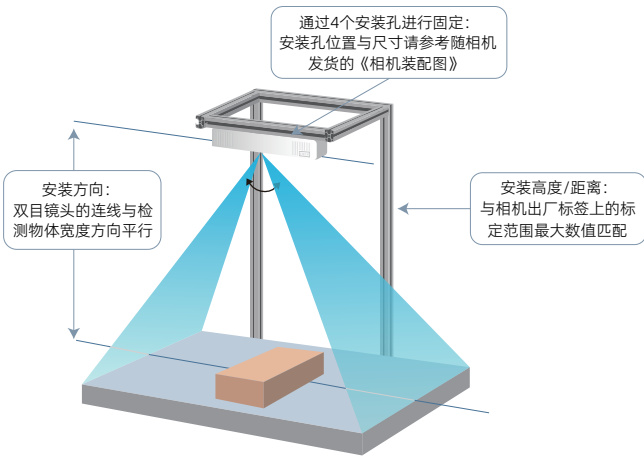 通过4个安装孔进行固定：
安装孔位置与尺寸请参考随相机
发货的《相机装配图》
安装方向：
双目镜头的连线与检
测物体宽度方向平行
安装高度/距离：
与相机出厂标签上的标
定范围最大数值匹配